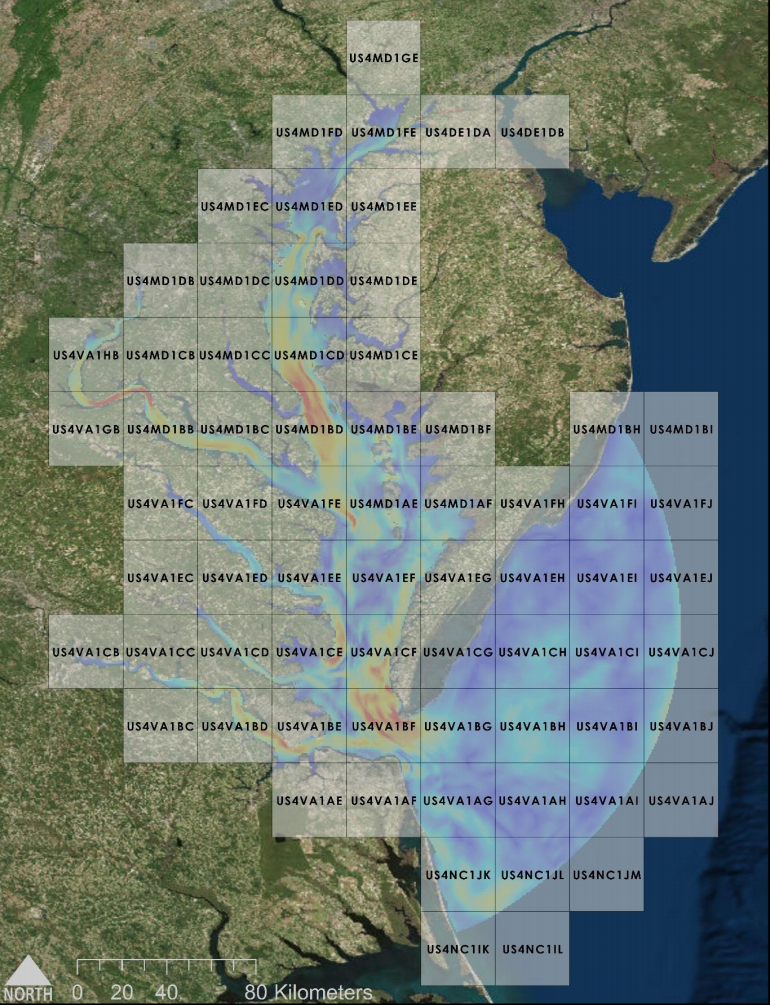 US4MD1GE
US4MD1FD US4MD1FE US4DE1DA US4DE1DB
US4MD1EC US4MD1ED US4MD1EE
US4MD1DB US4MD1DC US4MD1DD US4MD1DE
US4VA1HB US4MD1CB US4MD1CC US4MD1CD US4MD1CE
US4VA1GB US4MD1BB US4MD1BC US4MD1BD US4MD1BE US4MD1BF US4MD1BH US4MD1BI
US4VA1FC US4VA1FD US4VA1FE US4MD1AE US4MD1AF US4VA1FH US4VA1FI US4VA1FJ
US4VA1EC US4VA1ED US4VA1EE US4VA1EF US4VA1EG US4VA1EH US4VA1EI US4VA1EJ
US4VA1CB US4VA1CC US4VA1CD US4VA1CE US4VA1CF US4VA1CG US4VA1CH US4VA1CI US4VA1CJ
US4VA1BC US4VA1BD US4VA1BE US4VA1BF US4VA1BG US4VA1BH US4VA1BI US4VA1BJ
US4VA1AE US4VA1AF US4VA1AG US4VA1AH US4VA1AI US4VA1AJ
US4NC1JK US4NC1JL US4NC1JM
US4NC1IK US4NC1IL
NORTH 0 20 40 80 Kilometers